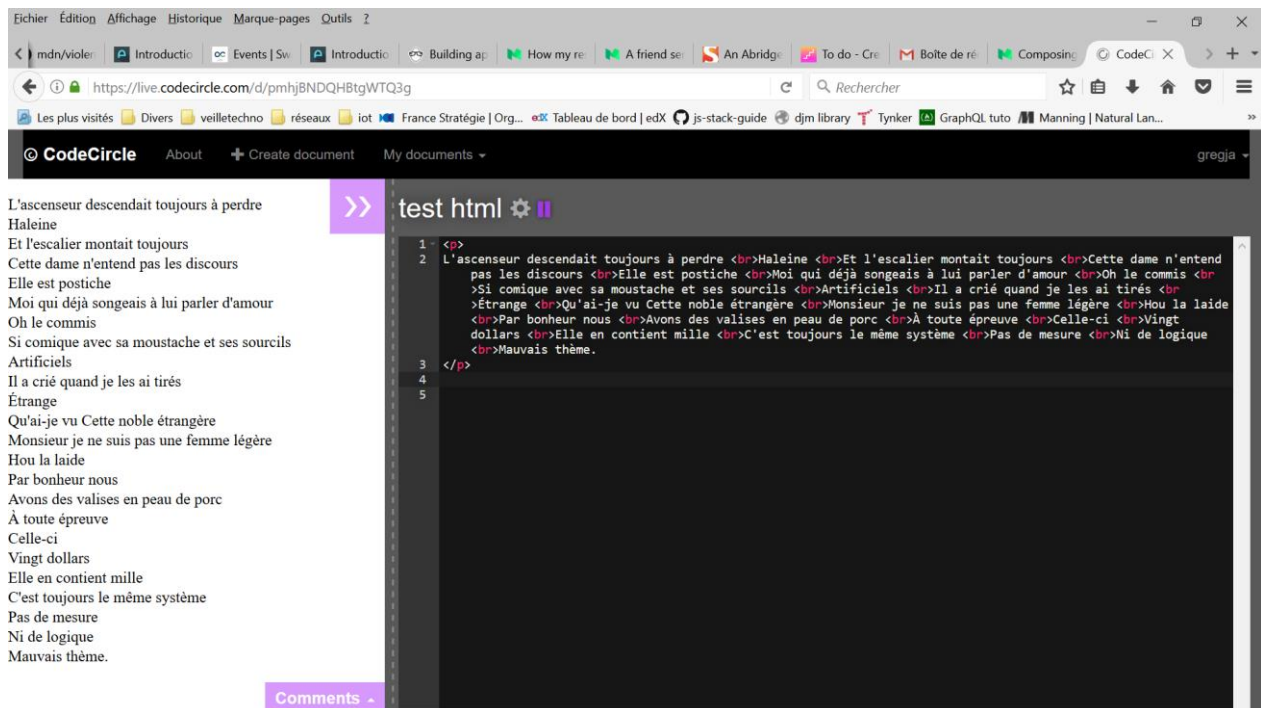 Fichier Édition Affichage Historique Marque-pages Outils ?
mdn/violen Introductio Events | Sw Introductio Building ap How my re A friend se An Abridge To do - Cre Boîte de ré Composing CodeCi
https://live.codecircle.com/d/pmhjBNDQHBtgWTQ3g Rechercher
Les plus visités Divers veilletechno réseaux iot France Stratégie | Org... edX Tableau de bord | edX js-stack-guide djm library Tynker GraphQL tuto Manning | Natural Lan... »
© CodeCircle About + Create document My documents gregja
L'ascenseur descendait toujours à perdre
Haleine
Et l'escalier montait toujours
Cette dame n'entend pas les discours
Elle est postiche
Moi qui déjà songeais à lui parler d'amour
Oh le commis
Si comique avec sa moustache et ses sourcils
Artificiels
Il a crié quand je les ai tirés
Étrange
Qu'ai-je vu Cette noble étrangère
Monsieur je ne suis pas une femme légère
Hou la laide
Par bonheur nous
Avons des valises en peau de porc
À toute épreuve
Celle-ci
Vingt dollars
Elle en contient mille
C'est toujours le même système
Pas de mesure
Ni de logique
Mauvais thème.
Comments
test html
1 <p>
2 L'ascenseur descendait toujours à perdre <br>Haleine <br>Et l'escalier montait toujours <br>Cette dame n'entend
pas les discours <br>Elle est postiche <br>Moi qui déjà songeais à lui parler d'amour <br>Oh le commis <br
>Si comique avec sa moustache et ses sourcils <br>Artificiels <br>Il a crié quand je les ai tirés <br
>Étrange <br>Qu'ai-je vu Cette noble étrangère <br>Monsieur je ne suis pas une femme légère <br>Hou la laide
<br>Par bonheur nous <br>Avons des valises en peau de porc <br>À toute épreuve <br>Celle-ci <br>Vingt
dollars <br>Elle en contient mille <br>C'est toujours le même système <br>Pas de mesure <br>Ni de logique
<br>Mauvais thème.
3 </p>
4
5